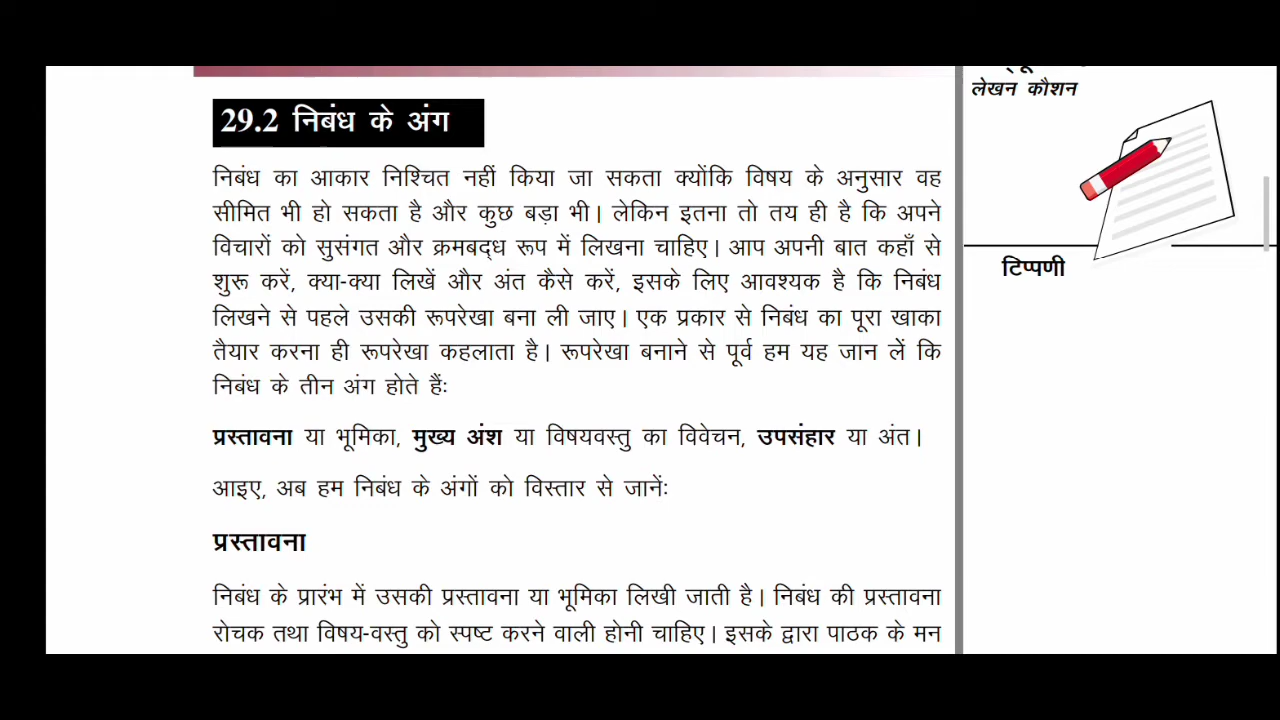 29.2 निबंध के अंग
निबंध का आकार निश्चित नहीं किया जा सकता क्योंकि विषय के अनुसार वह
सीमित भी हो सकता है और कुछ बड़ा भी। लेकिन इतना तो तय ही है कि अपने
विचारों को सुसंगत और क्रमबद्ध रूप में लिखना चाहिए। आप अपनी बात कहाँ से
शुरू करें, क्या-क्या लिखें और अंत कैसे करें, इसके लिए आवश्यक है कि निबंध
लिखने से पहले उसकी रूपरेखा बना ली जाए। एक प्रकार से निबंध का पूरा खाका
तैयार करना ही रूपरेखा कहलाता है। रूपरेखा बनाने से पूर्व हम यह जान लें कि
निबंध के तीन अंग होते हैंः
प्रस्तावना या भूमिका, मुख्य अंश या विषयवस्तु का विवेचन, उपसंहार या अंत।
आइए, अब हम निबंध के अंगों को विस्तार से जानेंः
प्रस्तावना
निबंध के प्रारंभ में उसकी प्रस्तावना या भूमिका लिखी जाती है। निबंध की प्रस्तावना
रोचक तथा विषय-वस्तु को स्पष्ट करने वाली होनी चाहिए। इसके द्वारा पाठक के मन
लेखन कौशन
टिप्पणी